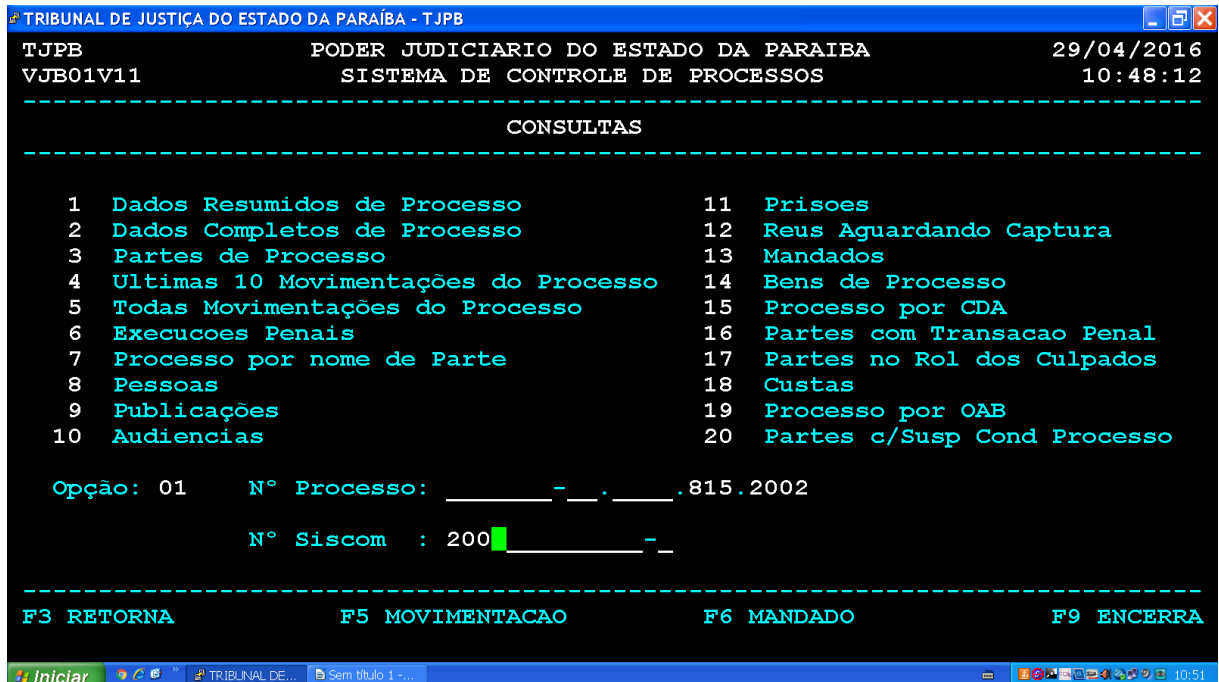 TRIBUNAL DE JUSTIÇA DO ESTADO DA PARAÍBA - TJPB
TJPB PODER JUDICIARIO DO ESTADO DA PARAIBA 29/04/2016
VJB01V11 SISTEMA DE CONTROLE DE PROCESSOS 10:48:12
CONSULTAS
1 Dados Resumidos de Processo 11 Prisoes
2 Dados Completos de Processo 12 Reus Aguardando Captura
3 Partes de Processo 13 Mandados
4 Ultimas 10 Movimentações do Processo 14 Bens de Processo
5 Todas Movimentações do Processo 15 Processo por CDA
6 Execucoes Penais 16 Partes com Transacao Penal
7 Processo por nome de Parte 17 Partes no Rol dos Culpados
8 Pessoas 18 Custas
9 Publicações 19 Processo por OAB
10 Audiencias 20 Partes c/Susp Cond Processo
Opção: 01 Nº Processo: _______-__.____.815.2002
Nº Siscom : 200__________-_
F3 RETORNA F5 MOVIMENTACAO F6 MANDADO F9 ENCERRA
Iniciar TRIBUNAL DE... Sem título 1 -... 10:51